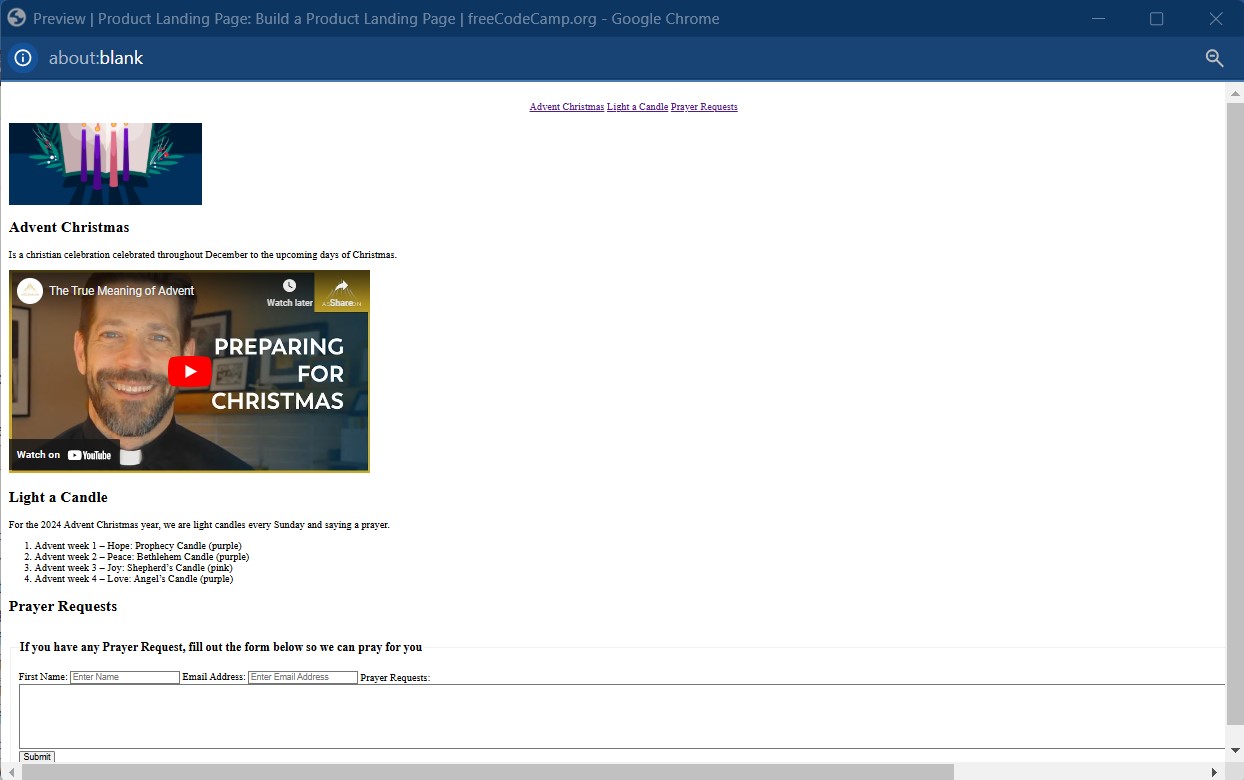 Preview | Product Landing Page: Build a Product Landing Page | freeCodeCamp.org - Google Chrome
about:blank
Advent Christmas Light a Candle Prayer Requests
Advent Christmas
Is a christian celebration celebrated throughout December to the upcoming days of Christmas.
The True Meaning of Advent
Watch later
Share
PREPARING
FOR
CHRISTMAS
Watch on YouTube
Light a Candle
For the 2024 Advent Christmas year, we are light candles every Sunday and saying a prayer.
1. Advent week 1 – Hope: Prophecy Candle (purple)
2. Advent week 2 – Peace: Bethlehem Candle (purple)
3. Advent week 3 – Joy: Shepherd’s Candle (pink)
4. Advent week 4 – Love: Angel’s Candle (purple)
Prayer Requests
If you have any Prayer Request, fill out the form below so we can pray for you
First Name: Enter Name Email Address: Enter Email Address Prayer Requests:
Submit